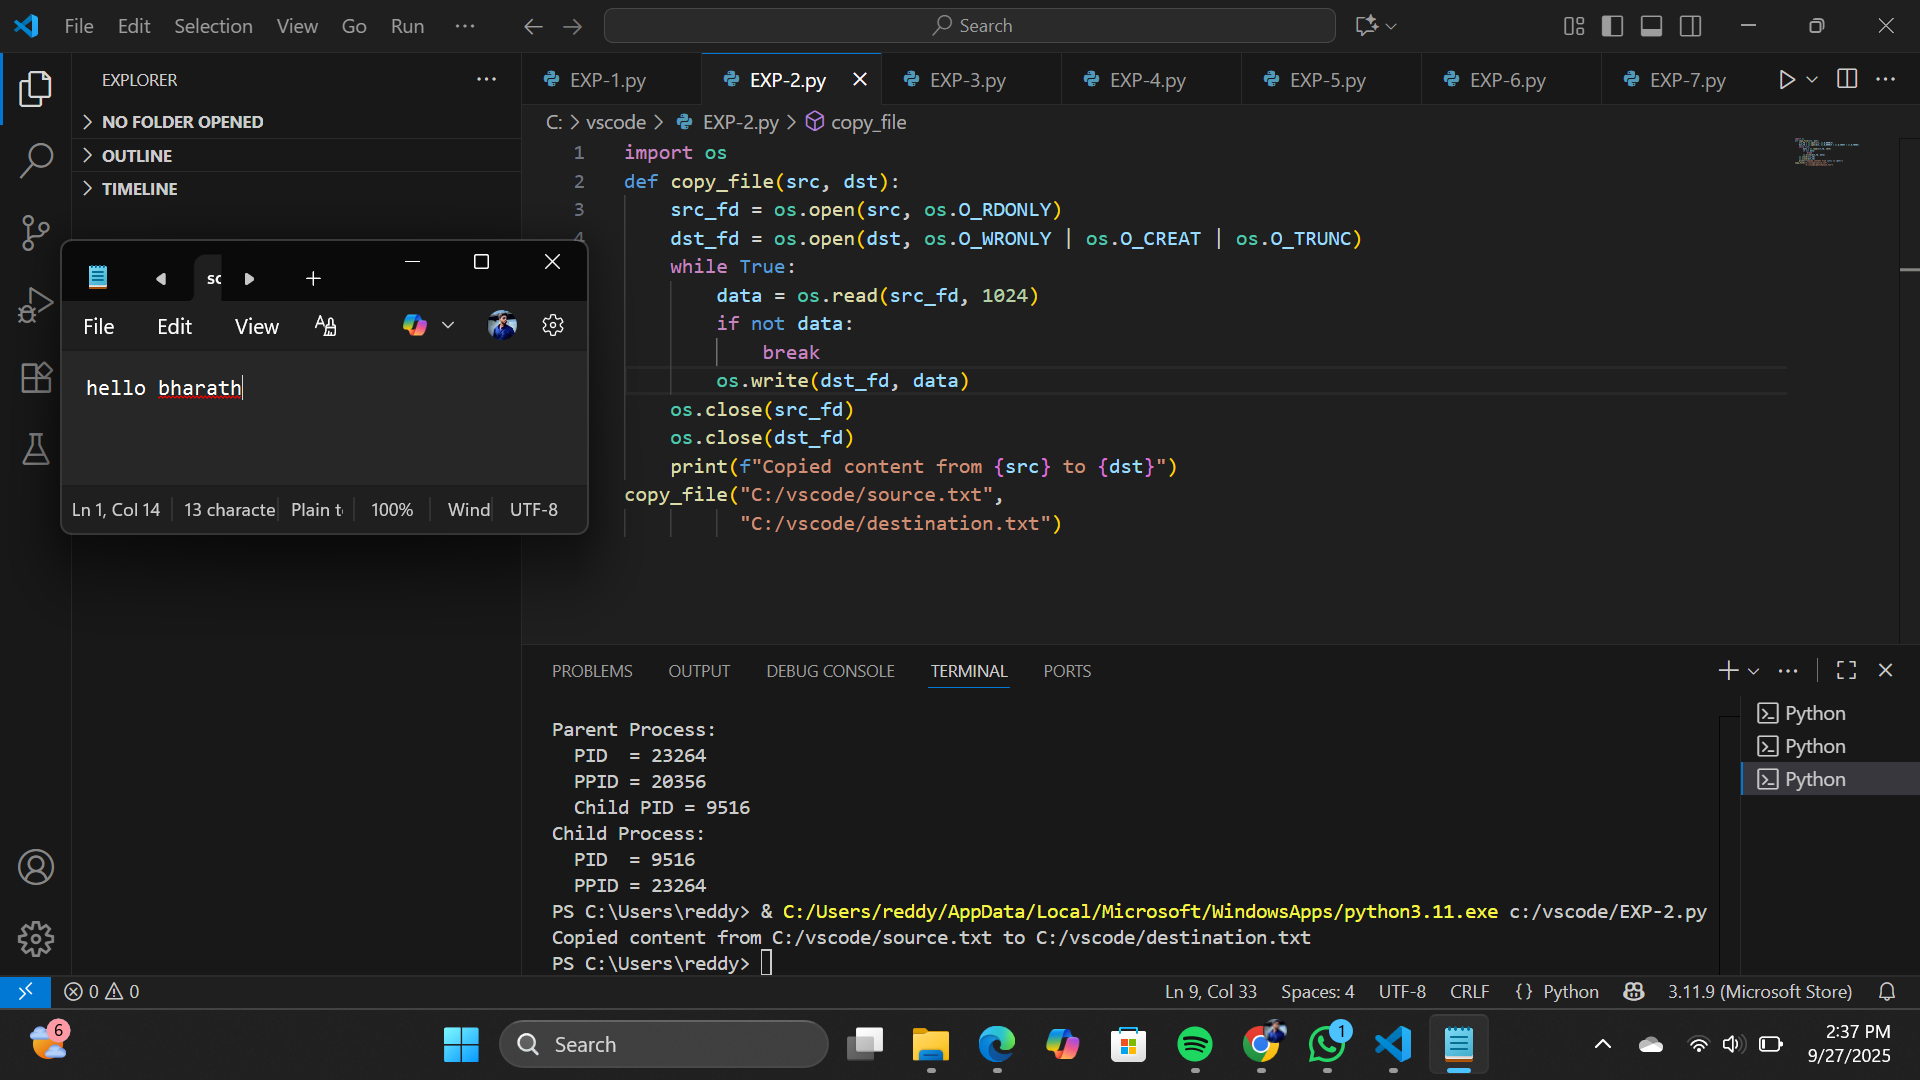 File Edit Selection View Go Run ··· Search
EXPLORER ···
NO FOLDER OPENED
OUTLINE
TIMELINE
EXP-1.py EXP-2.py EXP-3.py EXP-4.py EXP-5.py EXP-6.py EXP-7.py
C: > vscode > EXP-2.py > copy_file
1 import os
2 def copy_file(src, dst):
3 src_fd = os.open(src, os.O_RDONLY)
4 dst_fd = os.open(dst, os.O_WRONLY | os.O_CREAT | os.O_TRUNC)
while True:
data = os.read(src_fd, 1024)
if not data:
break
os.write(dst_fd, data)
os.close(src_fd)
os.close(dst_fd)
print(f"Copied content from {src} to {dst}")
copy_file("C:/vscode/source.txt",
"C:/vscode/destination.txt")
File Edit View
hello bharath
Ln 1, Col 14 13 characte Plain t 100% Wind UTF-8
PROBLEMS OUTPUT DEBUG CONSOLE TERMINAL PORTS
Parent Process:
PID = 23264
PPID = 20356
Child PID = 9516
Child Process:
PID = 9516
PPID = 23264
PS C:\Users\reddy> & C:/Users/reddy/AppData/Local/Microsoft/WindowsApps/python3.11.exe c:/vscode/EXP-2.py
Copied content from C:/vscode/source.txt to C:/vscode/destination.txt
PS C:\Users\reddy>
Python
Python
Python
0 0 Ln 9, Col 33 Spaces: 4 UTF-8 CRLF {} Python 3.11.9 (Microsoft Store)
6 Search 1 2:37 PM
9/27/2025